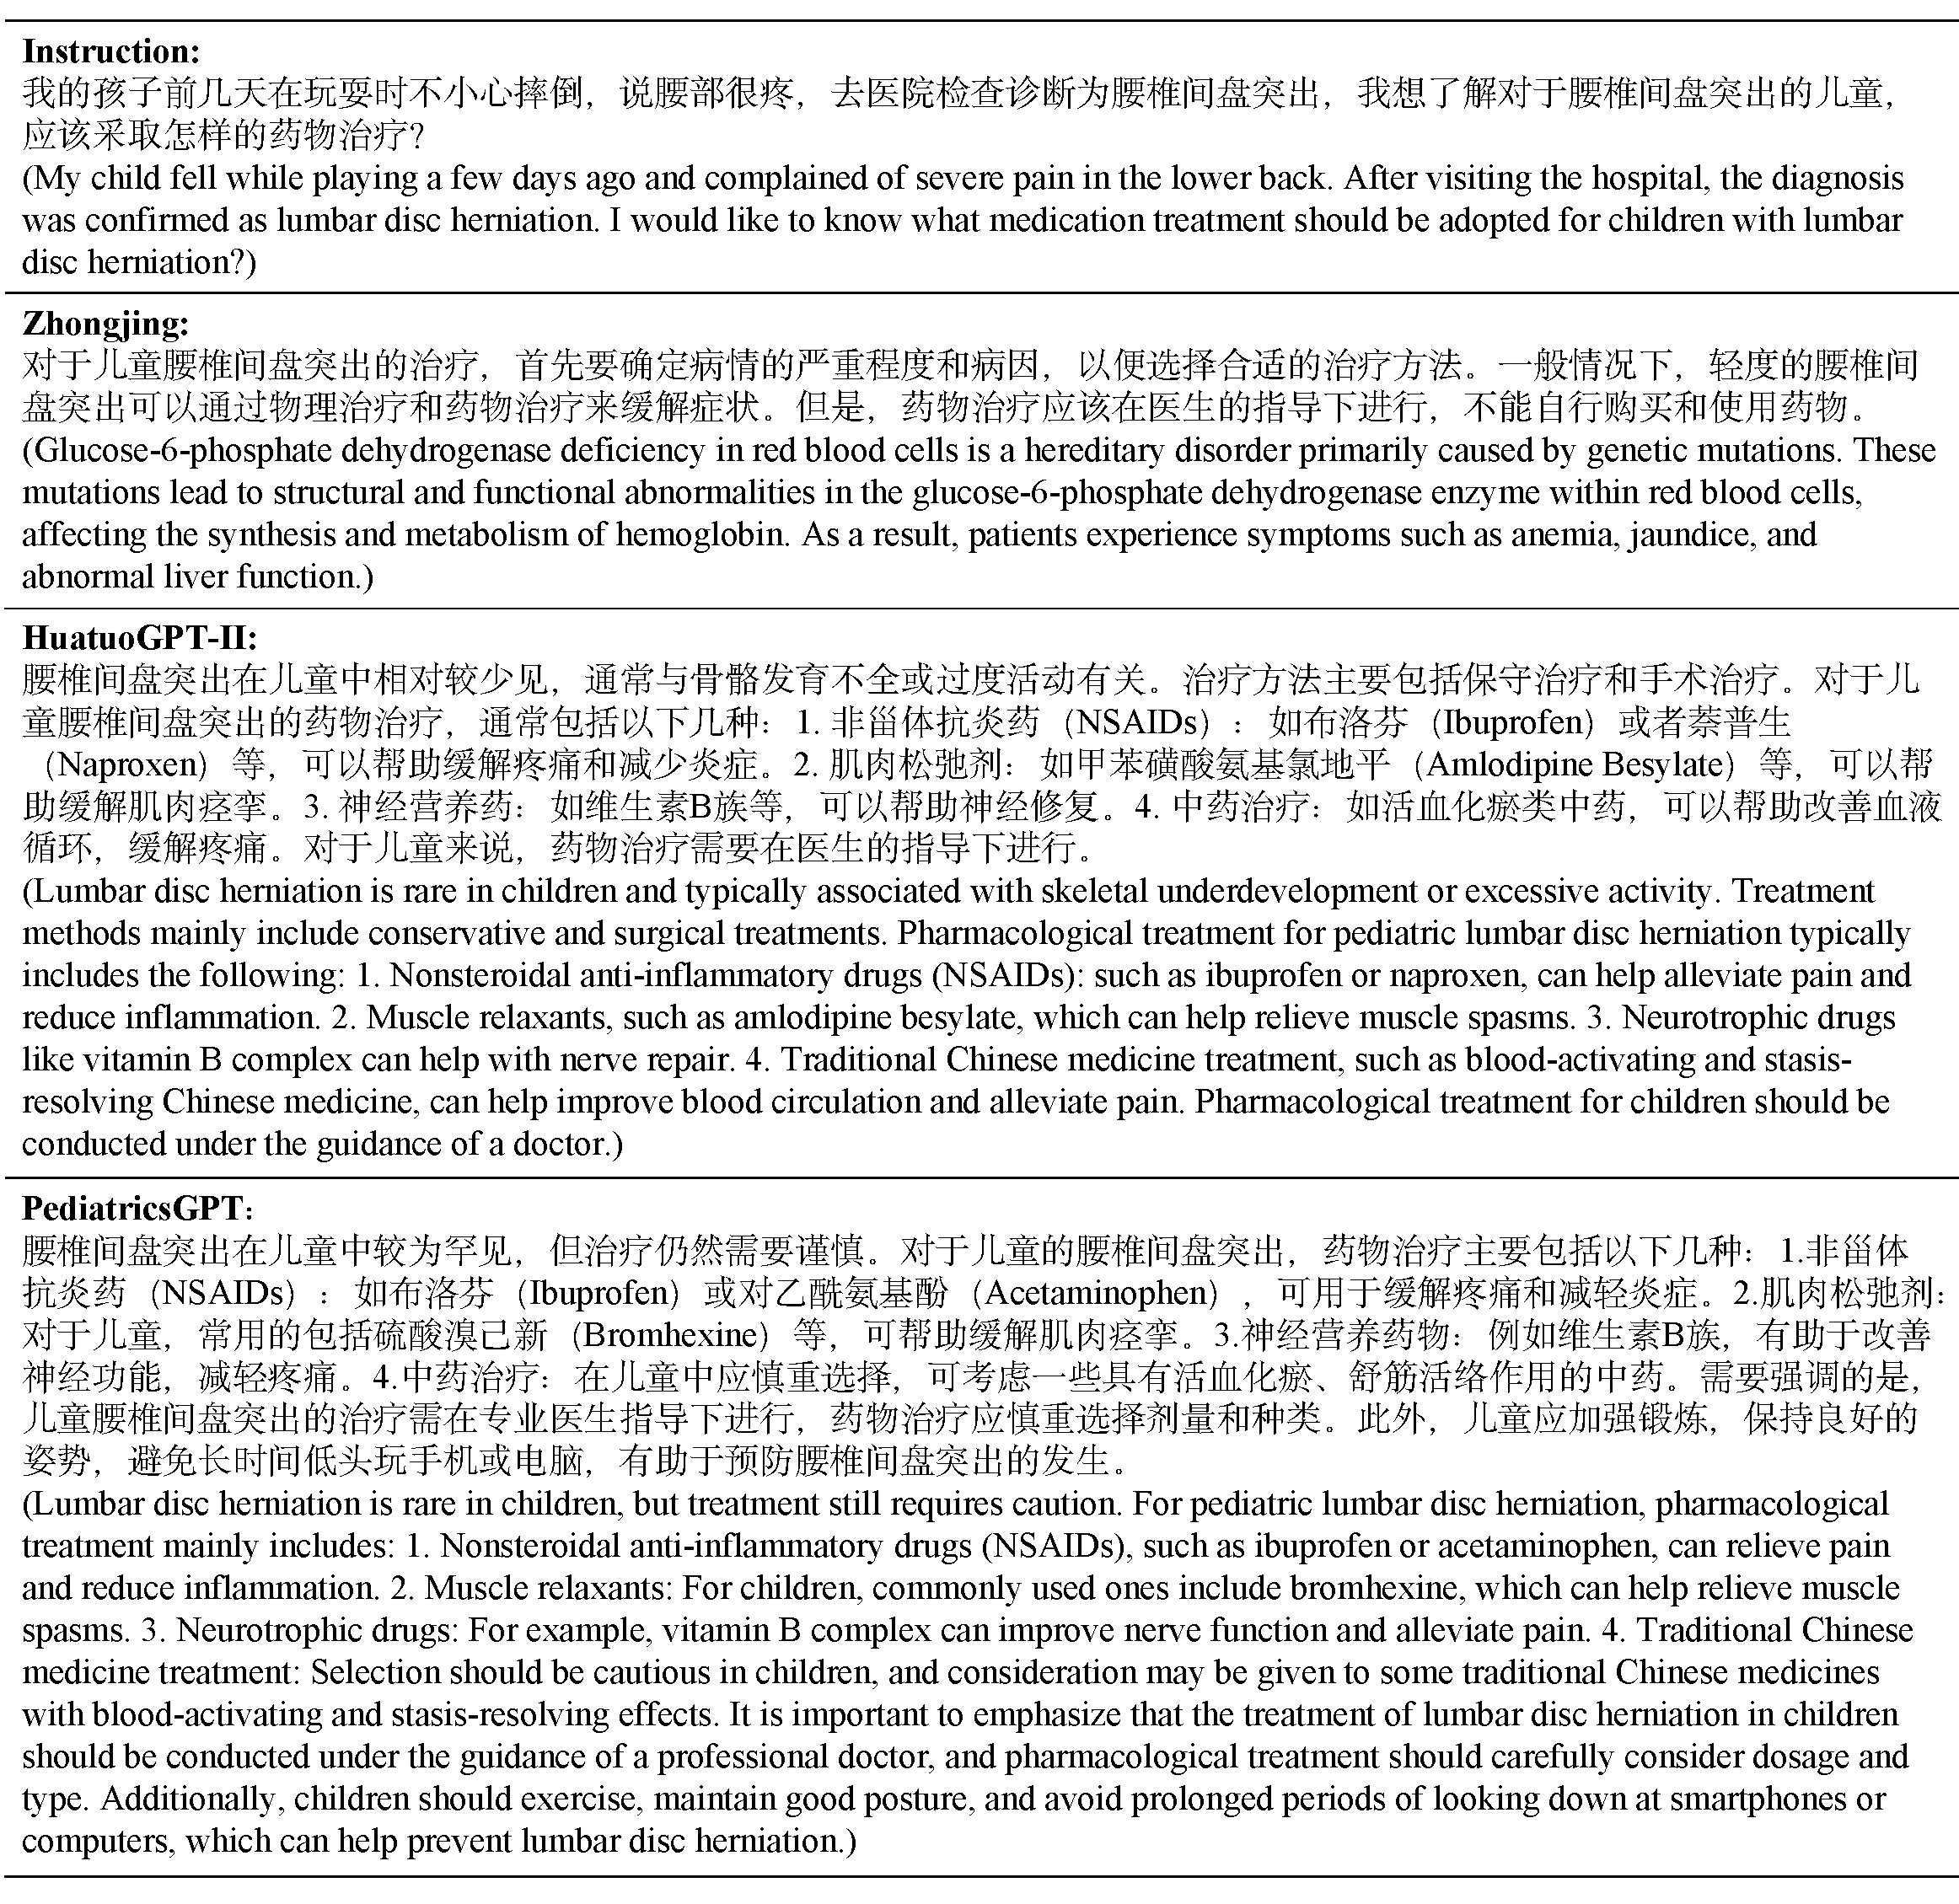 Instruction:
我的孩子前几天在玩耍时不小心摔倒，说腰部很疼，去医院检查诊断为腰椎间盘突出，我想了解对于腰椎间盘突出的儿童，
应该采取怎样的药物治疗？
(My child fell while playing a few days ago and complained of severe pain in the lower back. After visiting the hospital, the diagnosis
was confirmed as lumbar disc herniation. I would like to know what medication treatment should be adopted for children with lumbar
disc herniation?)
Zhongjing:
对于儿童腰椎间盘突出的治疗，首先要确定病情的严重程度和病因，以便选择合适的治疗方法。一般情况下，轻度的腰椎间
盘突出可以通过物理治疗和药物治疗来缓解症状。但是，药物治疗应该在医生的指导下进行，不能自行购买和使用药物。
(Glucose-6-phosphate dehydrogenase deficiency in red blood cells is a hereditary disorder primarily caused by genetic mutations. These
mutations lead to structural and functional abnormalities in the glucose-6-phosphate dehydrogenase enzyme within red blood cells,
affecting the synthesis and metabolism of hemoglobin. As a result, patients experience symptoms such as anemia, jaundice, and
abnormal liver function.)
HuatuoGPT-II:
腰椎间盘突出在儿童中相对较少见，通常与骨骼发育不全或过度活动有关。治疗方法主要包括保守治疗和手术治疗。对于儿
童腰椎间盘突出的药物治疗，通常包括以下几种：1. 非甾体抗炎药（NSAIDs）：如布洛芬（Ibuprofen）或者萘普生
（Naproxen）等，可以帮助缓解疼痛和减少炎症。2. 肌肉松弛剂：如甲苯磺酸氨基氯地平（Amlodipine Besylate）等，可以帮
助缓解肌肉痉挛。3. 神经营养药：如维生素B族等，可以帮助神经修复。4. 中药治疗：如活血化瘀类中药，可以帮助改善血液
循环，缓解疼痛。对于儿童来说，药物治疗需要在医生的指导下进行。
(Lumbar disc herniation is rare in children and typically associated with skeletal underdevelopment or excessive activity. Treatment
methods mainly include conservative and surgical treatments. Pharmacological treatment for pediatric lumbar disc herniation typically
includes the following: 1. Nonsteroidal anti-inflammatory drugs (NSAIDs): such as ibuprofen or naproxen, can help alleviate pain and
reduce inflammation. 2. Muscle relaxants, such as amlodipine besylate, which can help relieve muscle spasms. 3. Neurotrophic drugs
like vitamin B complex can help with nerve repair. 4. Traditional Chinese medicine treatment, such as blood-activating and stasis-
resolving Chinese medicine, can help improve blood circulation and alleviate pain. Pharmacological treatment for children should be
conducted under the guidance of a doctor.)
PediatricsGPT:
腰椎间盘突出在儿童中较为罕见，但治疗仍然需要谨慎。对于儿童的腰椎间盘突出，药物治疗主要包括以下几种：1.非甾体
抗炎药（NSAIDs）：如布洛芬（Ibuprofen）或对乙酰氨基酚（Acetaminophen），可用于缓解疼痛和减轻炎症。2.肌肉松弛剂：
对于儿童，常用的包括硫酸溴己新（Bromhexine）等，可帮助缓解肌肉痉挛。3.神经营养药物：例如维生素B族，有助于改善
神经功能，减轻疼痛。4.中药治疗：在儿童中应慎重选择，可考虑一些具有活血化瘀、舒筋活络作用的中药。需要强调的是，
儿童腰椎间盘突出的治疗需在专业医生指导下进行，药物治疗应慎重选择剂量和种类。此外，儿童应加强锻炼，保持良好的
姿势，避免长时间低头玩手机或电脑，有助于预防腰椎间盘突出的发生。
(Lumbar disc herniation is rare in children, but treatment still requires caution. For pediatric lumbar disc herniation, pharmacological
treatment mainly includes: 1. Nonsteroidal anti-inflammatory drugs (NSAIDs), such as ibuprofen or acetaminophen, can relieve pain
and reduce inflammation. 2. Muscle relaxants: For children, commonly used ones include bromhexine, which can help relieve muscle
spasms. 3. Neurotrophic drugs: For example, vitamin B complex can improve nerve function and alleviate pain. 4. Traditional Chinese
medicine treatment: Selection should be cautious in children, and consideration may be given to some traditional Chinese medicines
with blood-activating and stasis-resolving effects. It is important to emphasize that the treatment of lumbar disc herniation in children
should be conducted under the guidance of a professional doctor, and pharmacological treatment should carefully consider dosage and
type. Additionally, children should exercise, maintain good posture, and avoid prolonged periods of looking down at smartphones or
computers, which can help prevent lumbar disc herniation.)